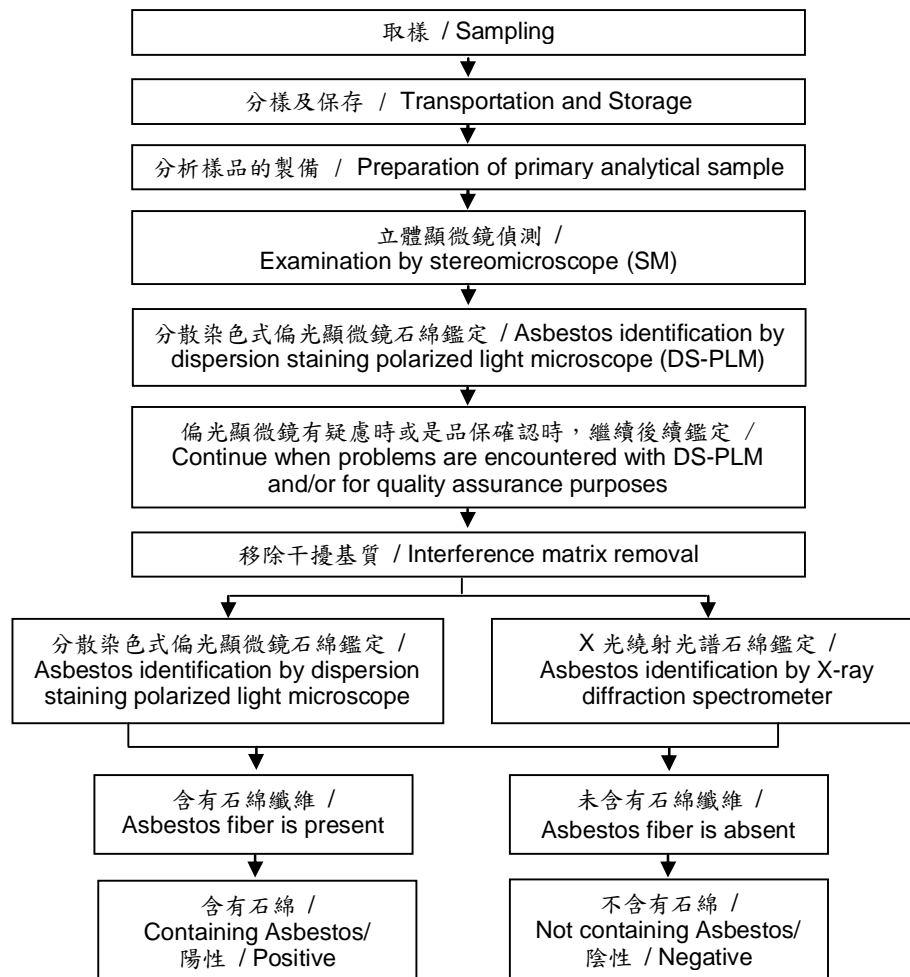 取樣 / Sampling
分樣及保存 / Transportation and Storage
分析樣品的製備 / Preparation of primary analytical sample
立體顯微鏡偵測 /
Examination by stereomicroscope (SM)
分散染色式偏光顯微鏡石綿鑑定 / Asbestos identification by
dispersion staining polarized light microscope (DS-PLM)
偏光顯微鏡有疑慮時或是品保確認時，繼續後續鑑定 /
Continue when problems are encountered with DS-PLM
and/or for quality assurance purposes
移除干擾基質 / Interference matrix removal
分散染色式偏光顯微鏡石綿鑑定 /
Asbestos identification by dispersion
staining polarized light microscope
X 光繞射光譜石綿鑑定 /
Asbestos identification by X-ray
diffraction spectrometer
含有石綿纖維 /
Asbestos fiber is present
未含有石綿纖維 /
Asbestos fiber is absent
含有石綿 /
Containing Asbestos/
陽性 / Positive
不含有石綿 /
Not containing Asbestos/
陰性 / Negative